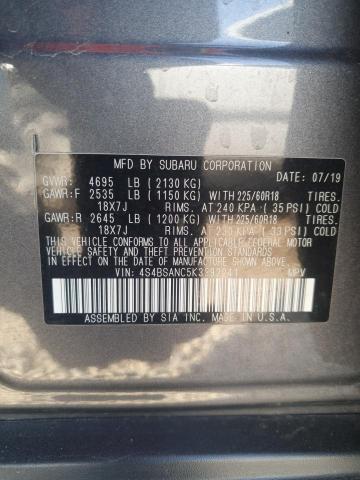 MFD BY SUBARU CORPORATION DATE: 07/19
GVWR: 4695 LB (2130 KG)
GAWR:F 2535 LB (1150 KG) WITH 225/60R18 TIRES.
18X7J RIMS. AT 240 KPA (35 PSI) COLD
GAWR:R 2645 LB (1200 KG) WITH 225/60R18 TIRES.
18X7J RIMS. AT 230 KPA (33 PSI) COLD
THIS VEHICLE CONFORMS TO ALL APPLICABLE FEDERAL MOTOR
VEHICLE SAFETY STANDARDS IN EFFECT ON THE DATE OF
MANUFACTURE SHOWN ABOVE.
VIN: MPV
ASSEMBLED BY SIA INC. MADE IN U.S.A.